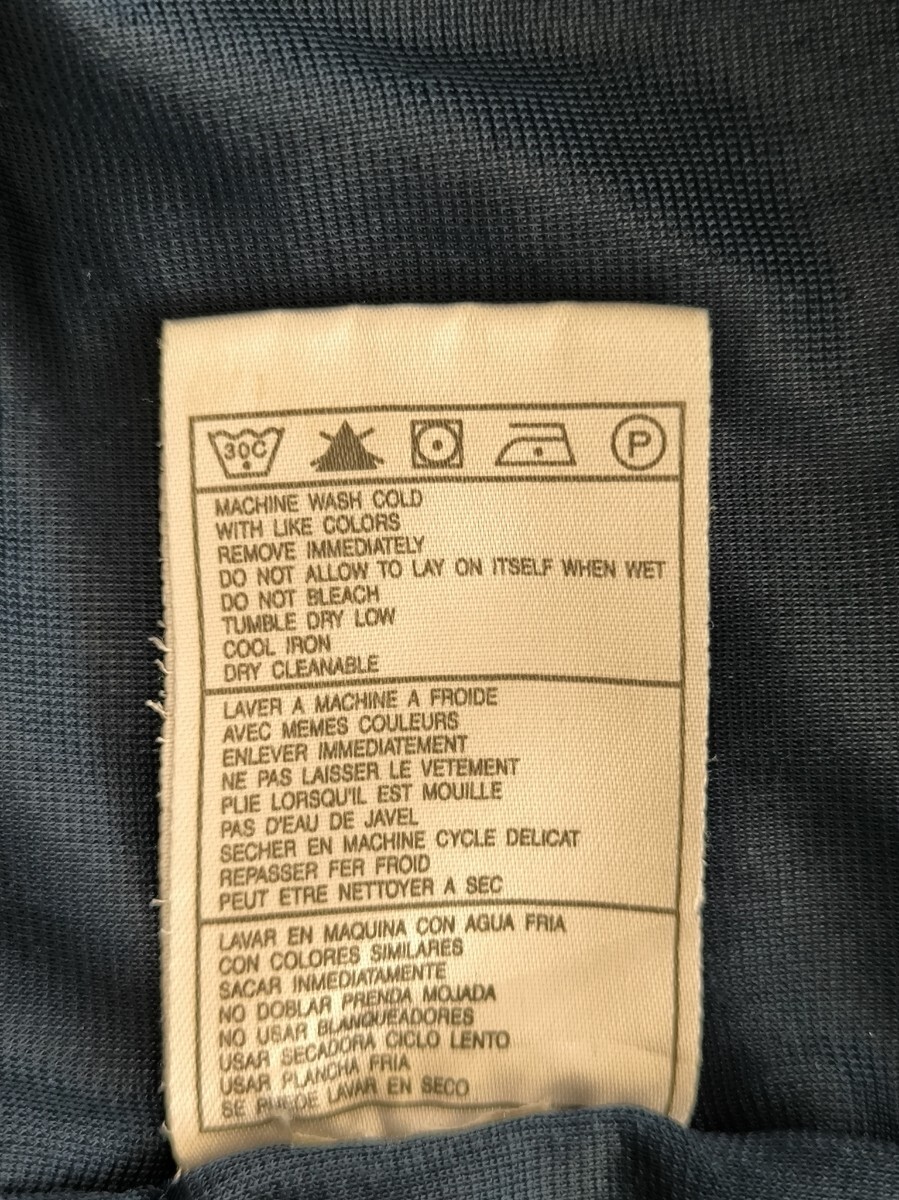 30C P
MACHINE WASH COLD
WITH LIKE COLORS
REMOVE IMMEDIATELY
DO NOT ALLOW TO LAY ON ITSELF WHEN WET
DO NOT BLEACH
TUMBLE DRY LOW
COOL IRON
DRY CLEANABLE
LAVER A MACHINE A FROIDE
AVEC MEMES COULEURS
ENLEVER IMMEDIATEMENT
NE PAS LAISSER LE VETEMENT
PLIE LORSQU'IL EST MOUILLE
PAS D'EAU DE JAVEL
SECHER EN MACHINE CYCLE DELICAT
REPASSER FER FROID
PEUT ETRE NETTOYER A SEC
LAVAR EN MAQUINA CON AGUA FRIA
CON COLORES SIMILARES
SACAR INMEDIATAMENTE
NO DOBLAR PRENDA MOJADA
NO USAR BLANQUEADORES
USAR SECADORA CICLO LENTO
USAR PLANCHA FRIA
SE PUEDE LAVAR EN SECO